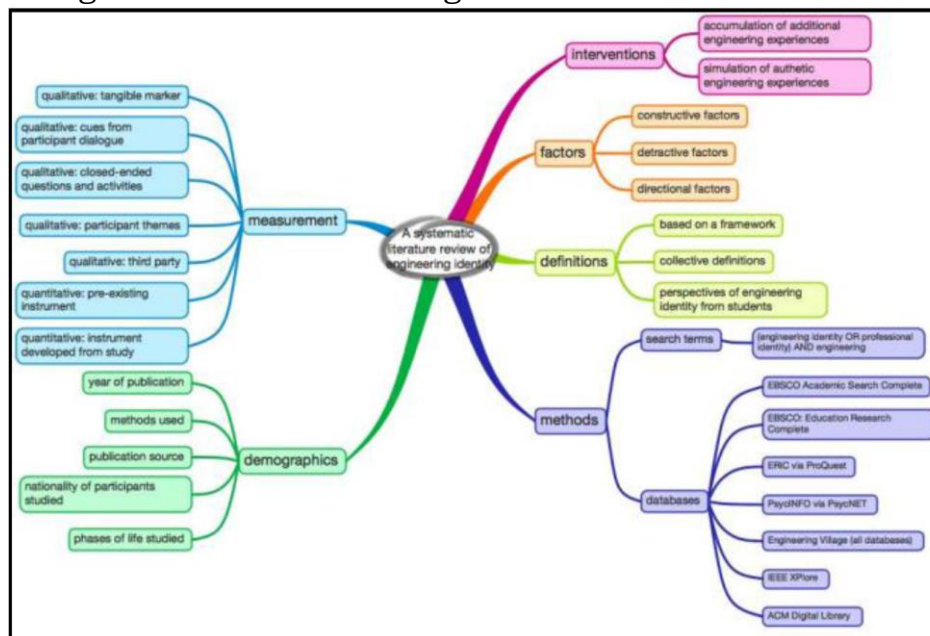 A systematic
literature review of
engineering identity
interventions
accumulation of additional
engineering experiences
simulation of authetic
engineering experiences
factors
constructive factors
detractive factors
directional factors
definitions
based on a framework
collective definitions
perspectives of engineering
identity from students
methods
search terms
(engineering identity OR professional
identity) AND engineering
databases
EBSCO Academic Search Complete
EBSCO: Education Research
Complete
ERIC via ProQuest
PsycINFO via PsycNET
Engineering Village (all databases)
IEEE XPlore
ACM Digital Library
measurement
qualitative: tangible marker
qualitative: cues from
participant dialogue
qualitative: closed-ended
questions and activities
qualitative: participant themes
qualitative: third party
quantitative: pre-existing
instrument
quantitative: instrument
developed from study
demographics
year of publication
methods used
publication source
nationality of participants
studied
phases of life studied